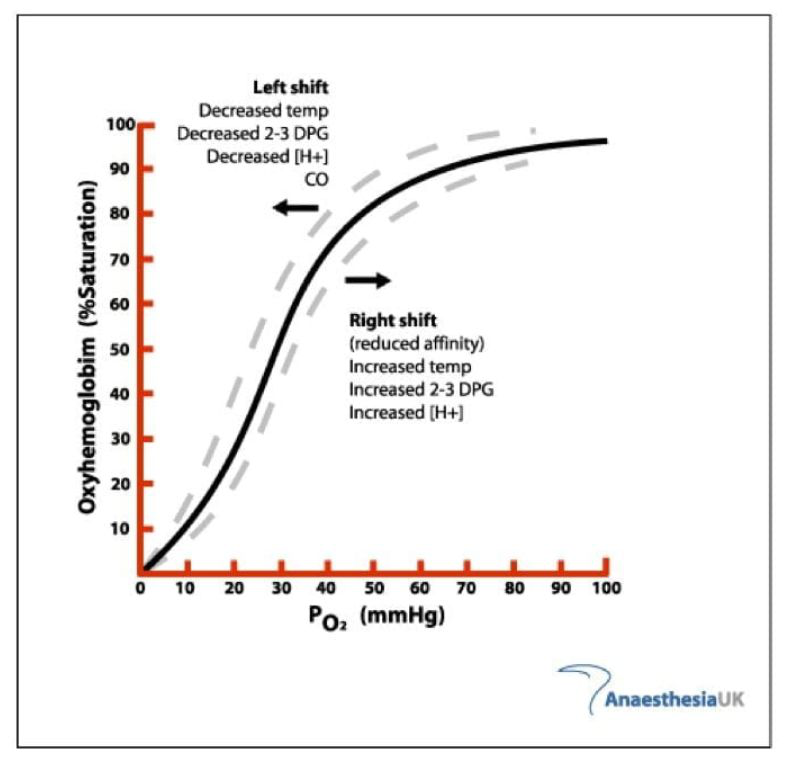 Left shift
Decreased temp
Decreased 2-3 DPG
Decreased [H+]
CO
100
90
80
70
60
50
40
30
20
10
Oxyhemoglobim (%Saturation)
Right shift
(reduced affinity)
Increased temp
Increased 2-3 DPG
Increased [H+]
0 10 20 30 40 50 60 70 80 90 100
PO₂ (mmHg)
AnaesthesiaUK